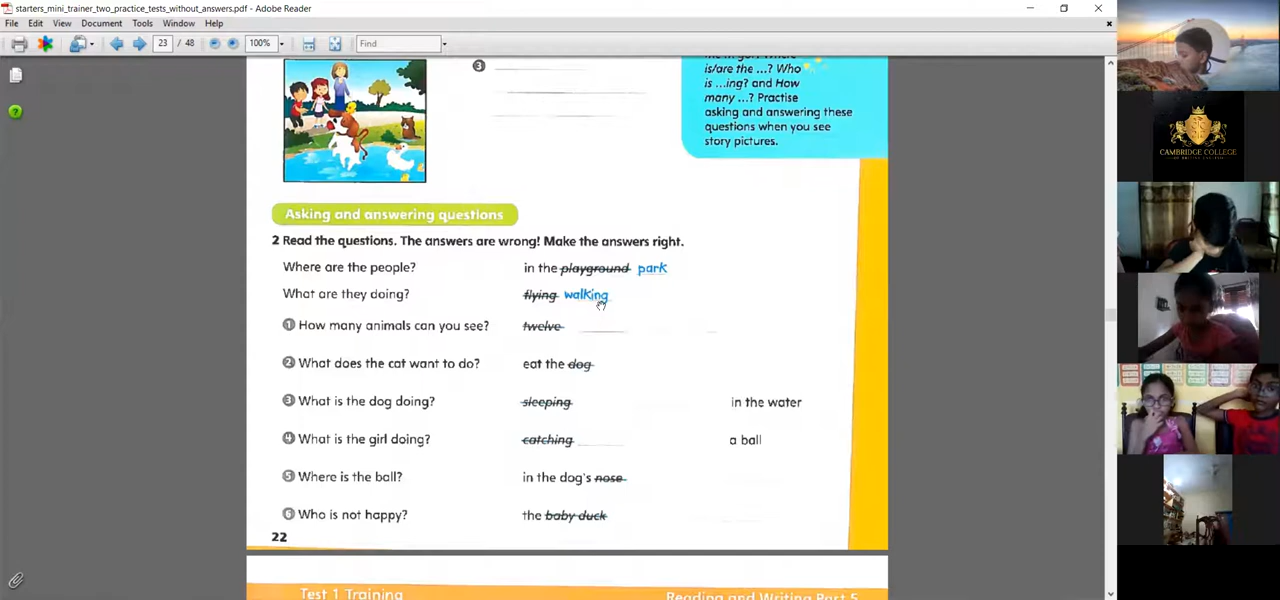 starters_mini_trainer_two_practice_tests_without_answers.pdf - Adobe Reader
File Edit View Document Tools Window Help
23 / 48 100% Find
3
is/are the ...? Who
is ...ing? and How
many ...? Practise
asking and answering these
questions when you see
story pictures.
CAMBRIDGE COLLEGE
Asking and answering questions
2 Read the questions. The answers are wrong! Make the answers right.
Where are the people? in the playground park
What are they doing? flying walking
1 How many animals can you see? twelve
2 What does the cat want to do? eat the dog
3 What is the dog doing? sleeping in the water
4 What is the girl doing? catching a ball
5 Where is the ball? in the dog's nose
6 Who is not happy? the baby duck
22
Test 1 Training Reading and Writing Part 5